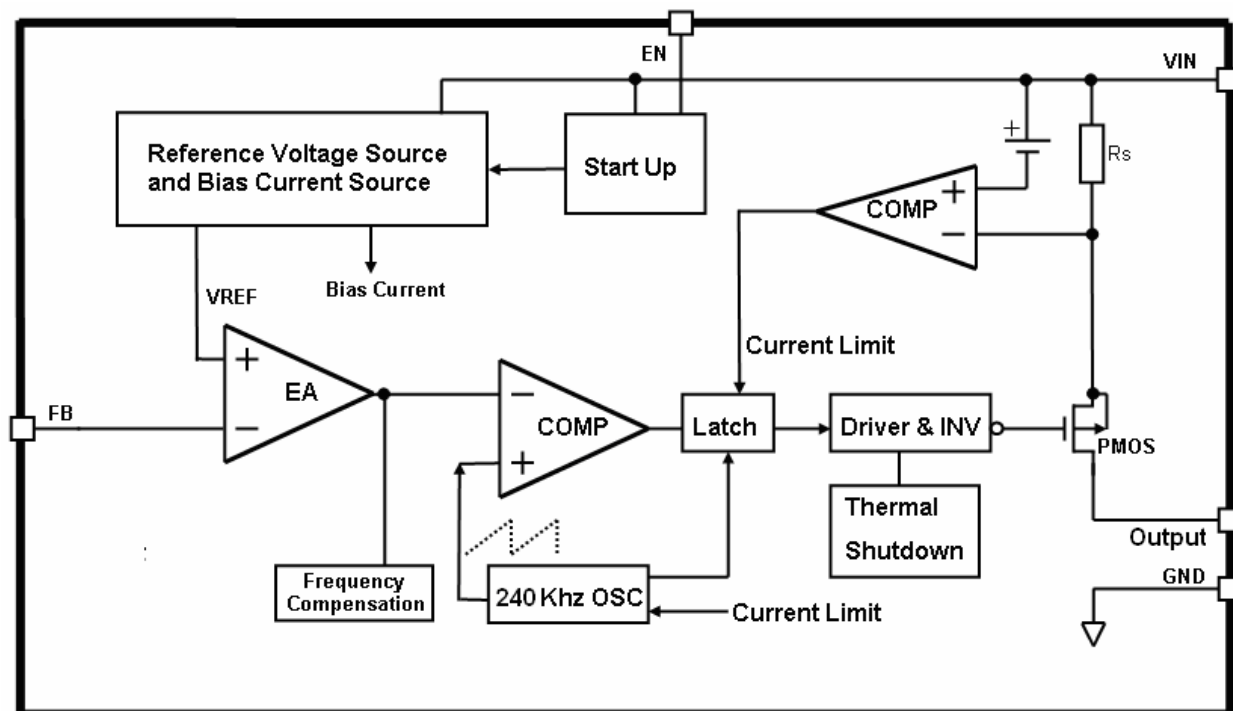 EN
VIN
Reference Voltage Source
and Bias Current Source
Start Up
+
Rs
COMP
+
−
Bias Current
VREF
Current Limit
+
EA
−
FB
−
COMP
+
Latch
Driver & INV
PMOS
Thermal
Shutdown
Output
GND
Frequency
Compensation
240 Khz OSC
Current Limit